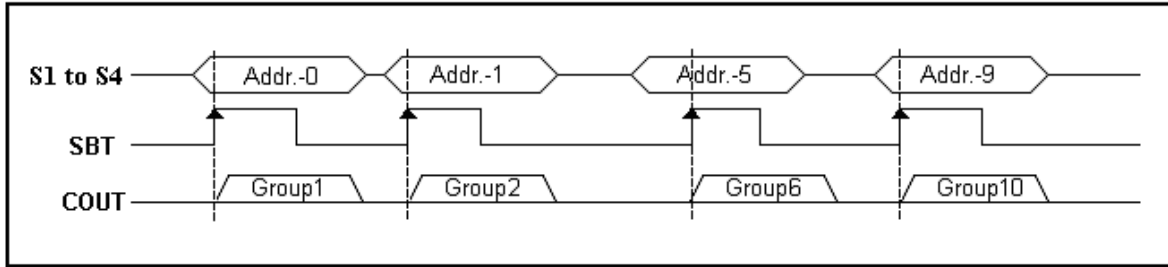 S1 to S4 Addr.-0 Addr.-1 Addr.-5 Addr.-9
SBT
COUT Group1 Group2 Group6 Group10